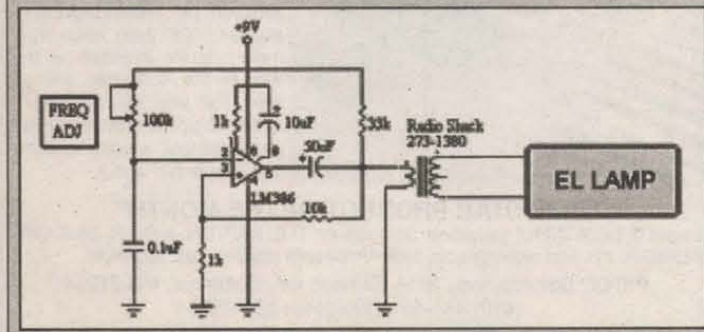 +9V
FREQ
ADJ
100k
1k
10uF
33k
Radio Shack
273-1380
2
6
8
50uF
+
3
5
4
LM386
10k
EL LAMP
0.1uF
1k